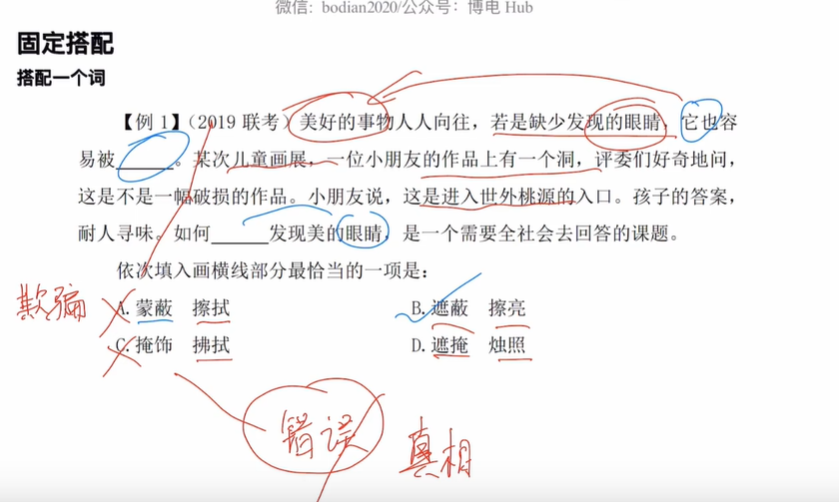 微信: bodian2020/公众号：博电 Hub
固定搭配
搭配一个词
【例 1】（2019 联考）美好的事物人人向往，若是缺少发现的眼睛，它也容
易被______。某次儿童画展，一位小朋友的作品上有一个洞，评委们好奇地问，
这是不是一幅破损的作品。小朋友说，这是进入世外桃源的入口。孩子的答案，
耐人寻味。如何______发现美的眼睛，是一个需要全社会去回答的课题。
依次填入画横线部分最恰当的一项是：
欺骗
A. 蒙蔽 擦拭 B. 遮蔽 擦亮
C. 掩饰 拂拭 D. 遮掩 烛照
错误
真相